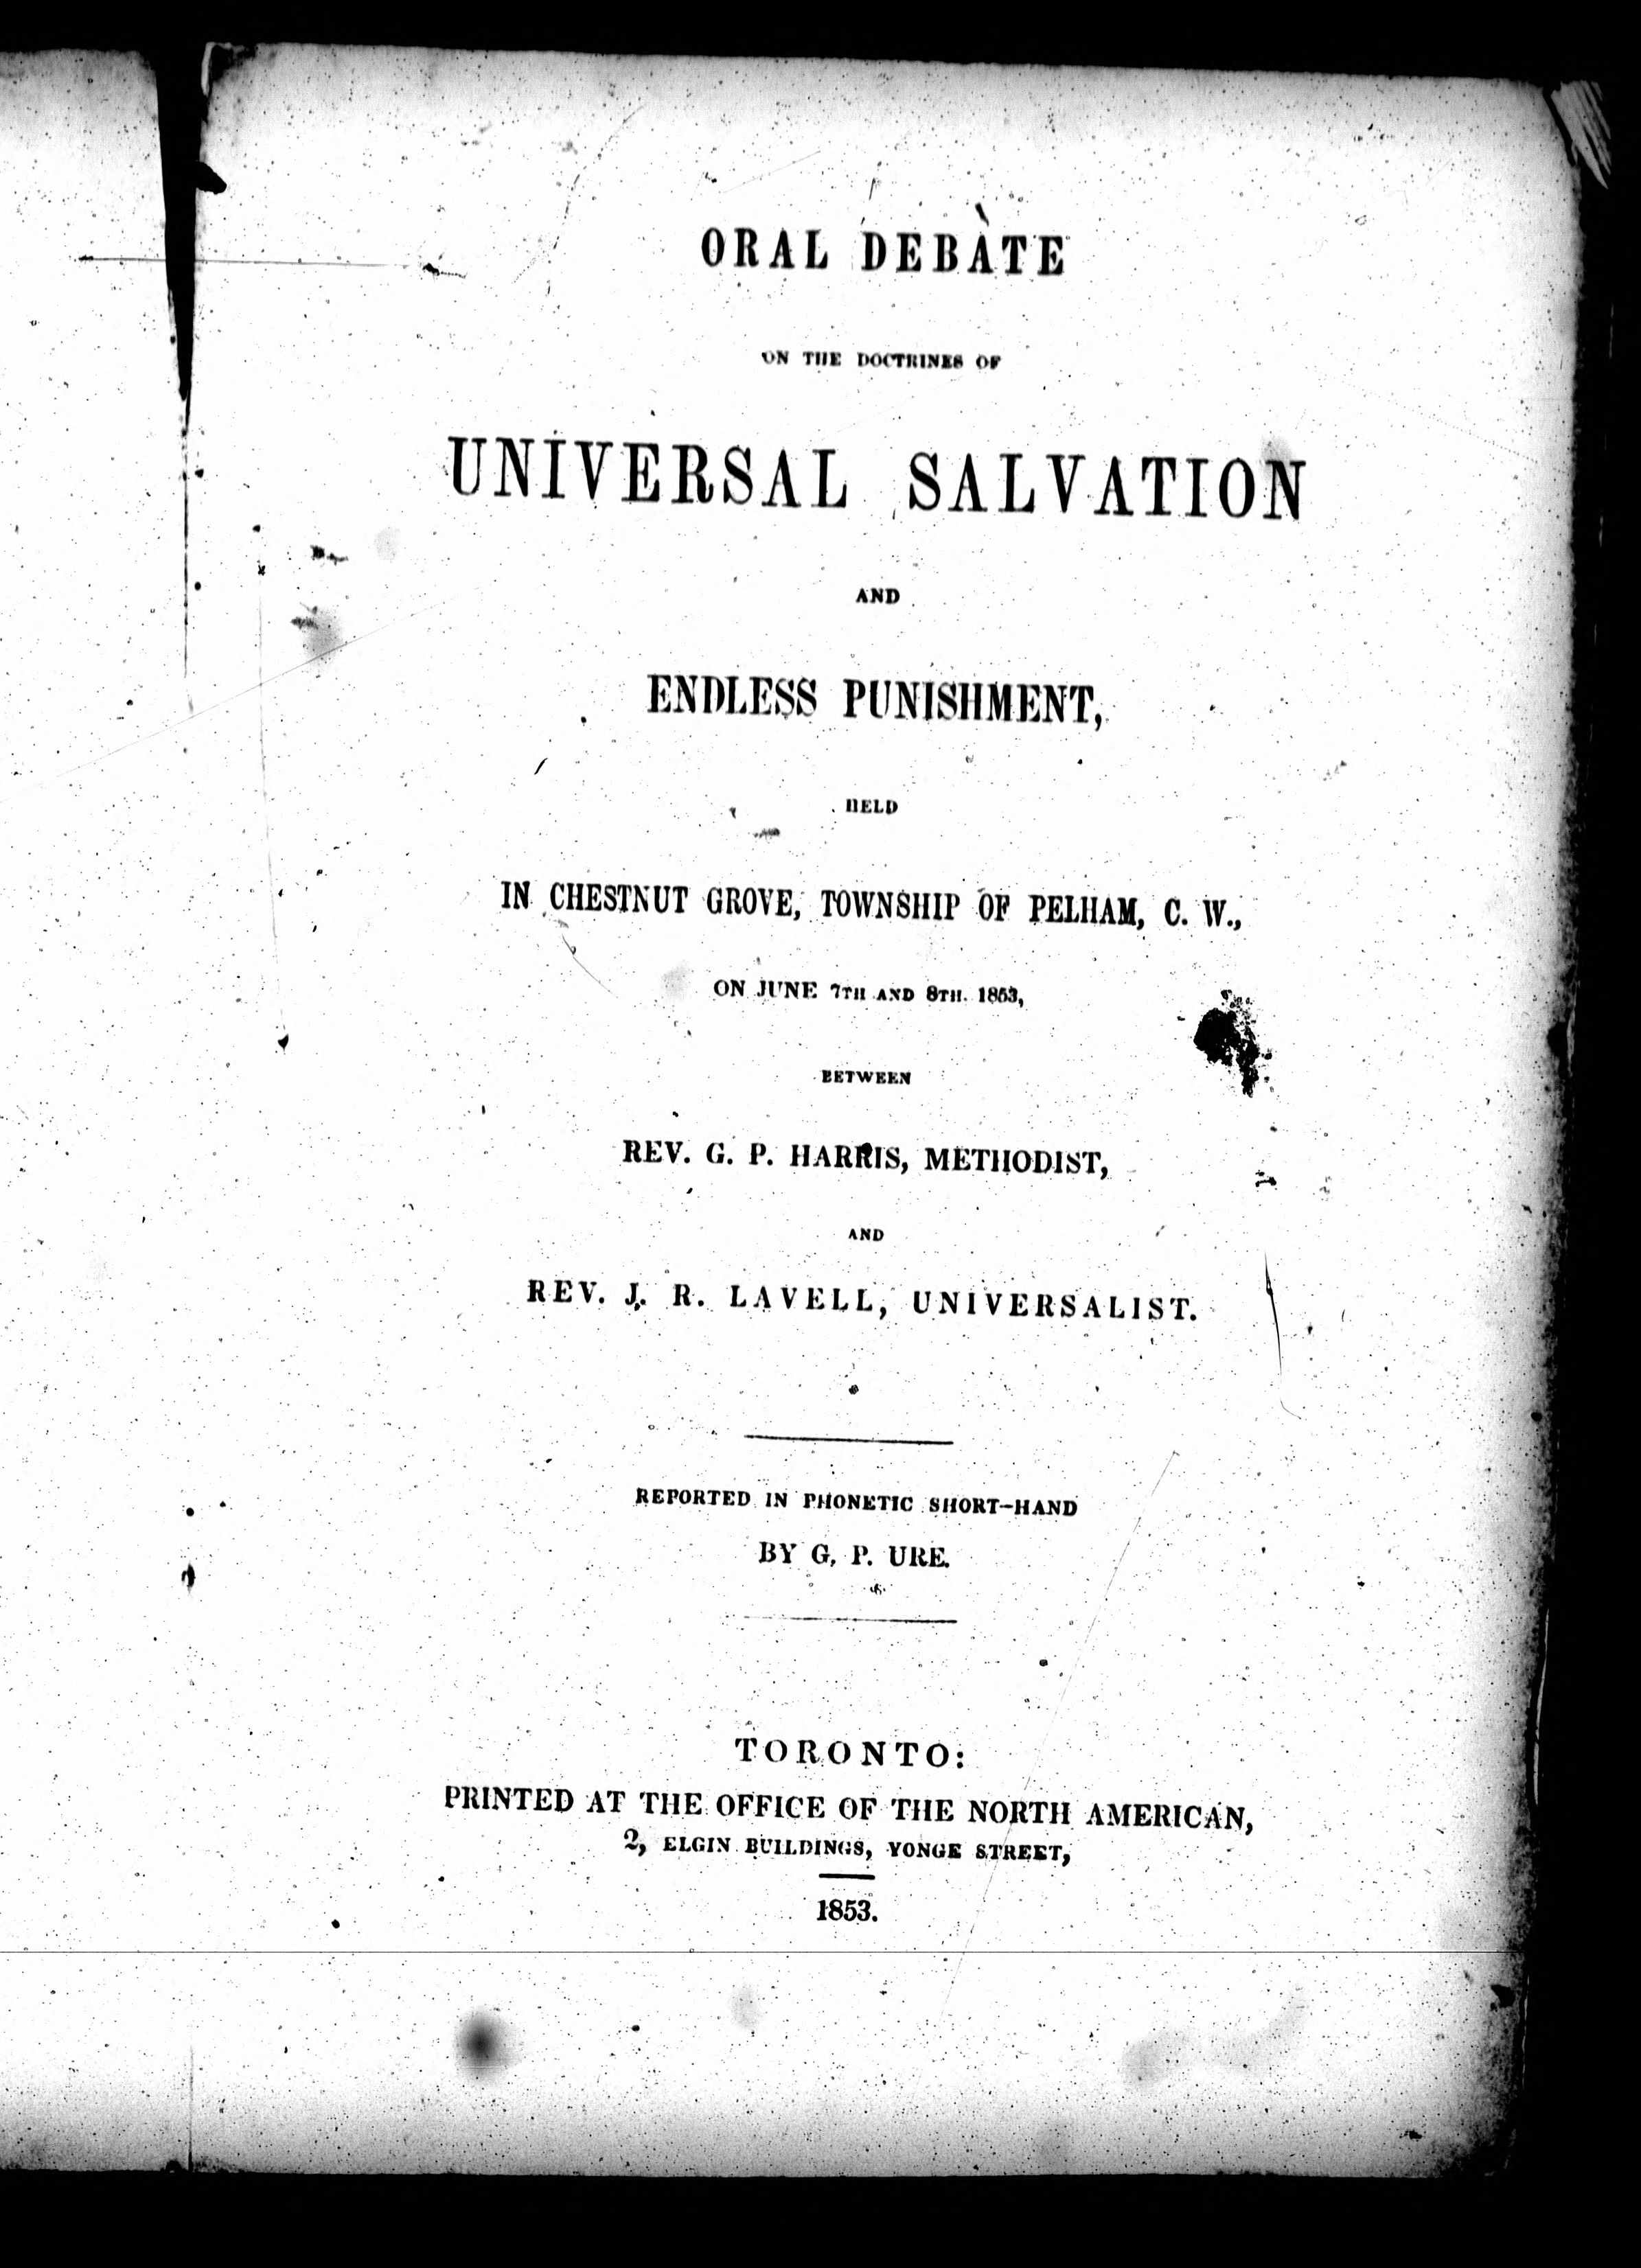 ORAL DEBATE
ON THE DOCTRINES OF
UNIVERSAL SALVATION
AND
ENDLESS PUNISHMENT,
HELD
IN CHESTNUT GROVE, TOWNSHIP OF PELHAM, C. W.,
ON JUNE 7TH AND 8TH. 1853,
BETWEEN
REV. G. P. HARRIS, METHODIST,
AND
REV. J. R. LAVELL, UNIVERSALIST.
REPORTED IN PHONETIC SHORT-HAND
BY G. P. URE.
TORONTO:
PRINTED AT THE OFFICE OF THE NORTH AMERICAN,
2, ELGIN BUILDINGS, YONGE STREET,
1853.